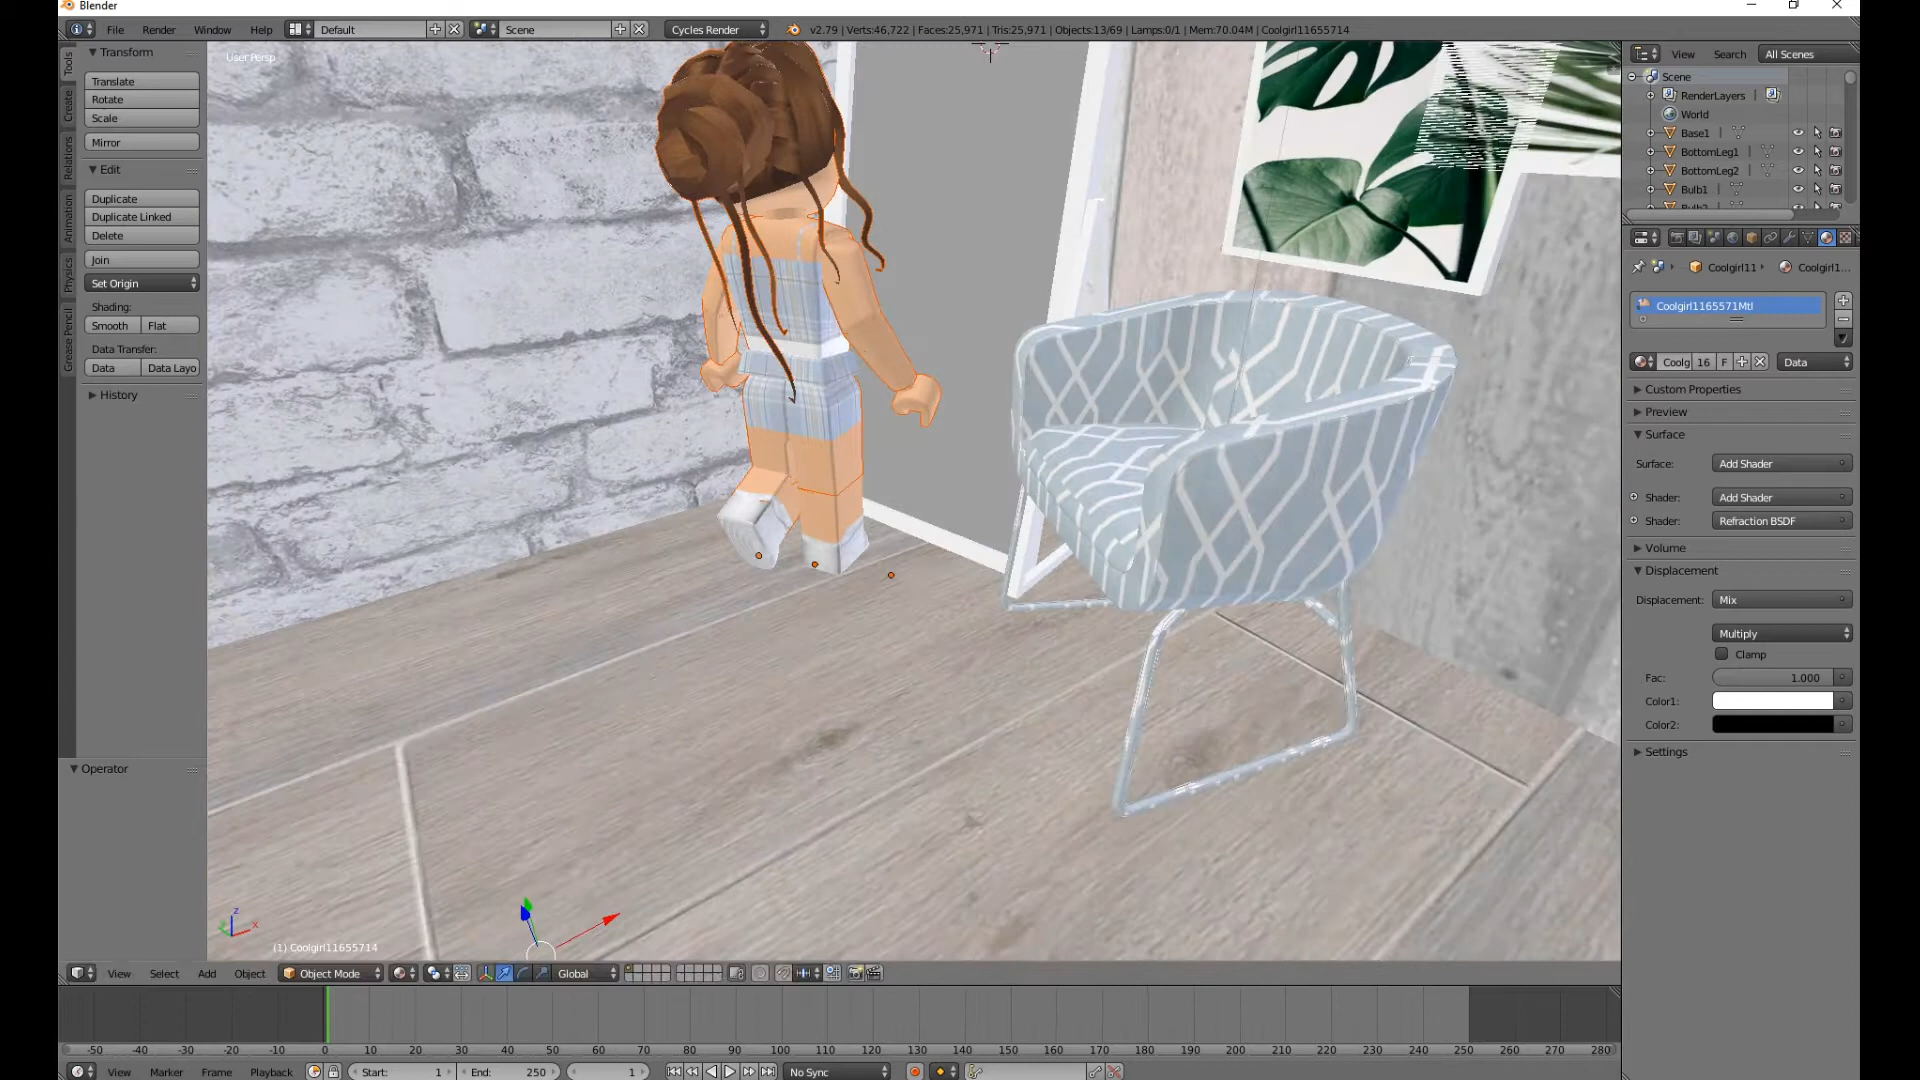 Blender
File Render Window Help Default Scene Cycles Render v2.79 | Verts:46,722 | Faces:25,971 | Tris:25,971 | Objects:13/69 | Lamps:0/1 | Mem:70.04M | Coolgirl11655714
Tools
Create
Relations
Animation
Physics
Grease Pencil
Transform
Translate
Rotate
Scale
Mirror
Edit
Duplicate
Duplicate Linked
Delete
Join
Set Origin
Shading:
Smooth Flat
Data Transfer:
Data Data Layo
History
Operator
User Persp
(1) Coolgirl11655714
View Search All Scenes
Scene
RenderLayers
World
Base1
BottomLeg1
BottomLeg2
Bulb1
Coolgirl11 Coolgirl1...
Coolgirl1165571Mtl
Coolg 16 F Data
Custom Properties
Preview
Surface
Surface: Add Shader
Shader: Add Shader
Shader: Refraction BSDF
Volume
Displacement
Displacement: Mix
Multiply
Clamp
Fac: 1.000
Color1:
Color2:
Settings
View Select Add Object Object Mode Global
-50 -40 -30 -20 -10 0 10 20 30 40 50 60 70 80 90 100 110 120 130 140 150 160 170 180 190 200 210 220 230 240 250 260 270 280
View Marker Frame Playback Start: 1 End: 250 1 No Sync